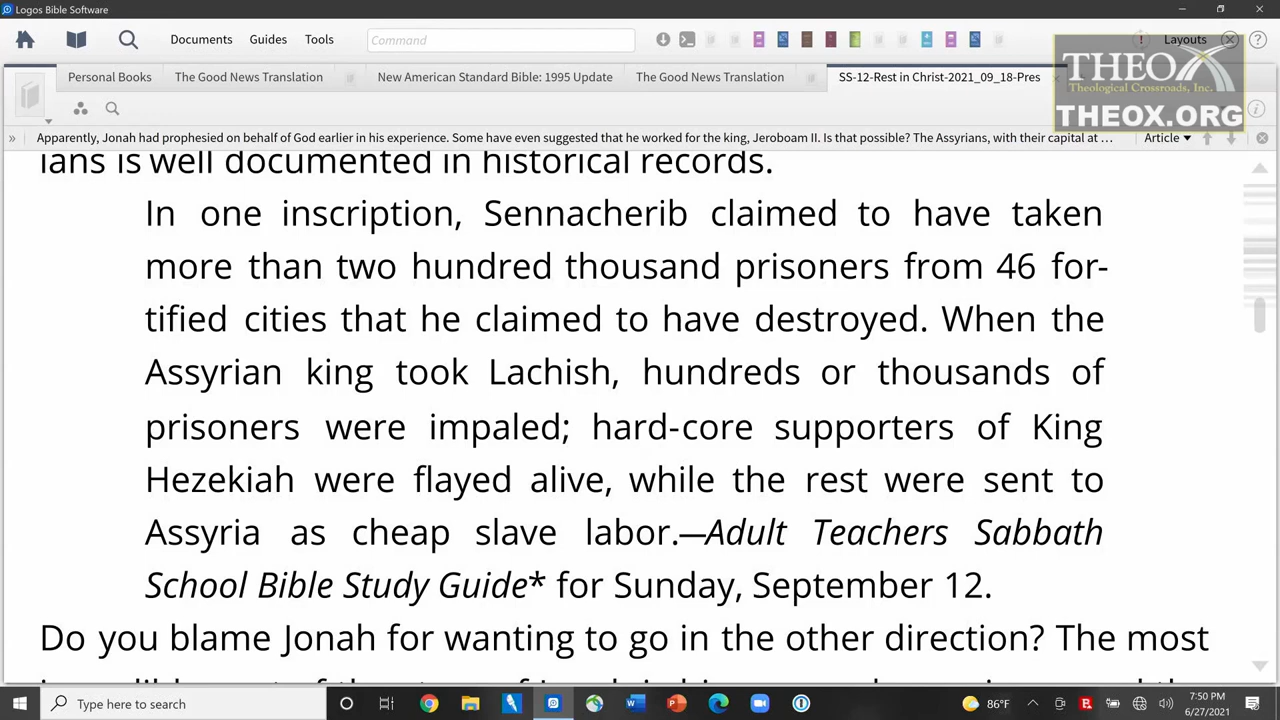 Logos Bible Software
Documents Guides Tools Command Layouts
Personal Books The Good News Translation New American Standard Bible: 1995 Update The Good News Translation SS-12-Rest in Christ-2021_09_18-Pres
THEOX
Theological Crossroads, Inc.
THEOX.ORG
» Apparently, Jonah had prophesied on behalf of God earlier in his experience. Some have even suggested that he worked for the king, Jeroboam II. Is that possible? The Assyrians, with their capital at ... Article
ians is well documented in historical records.
In one inscription, Sennacherib claimed to have taken
more than two hundred thousand prisoners from 46 for-
tified cities that he claimed to have destroyed. When the
Assyrian king took Lachish, hundreds or thousands of
prisoners were impaled; hard-core supporters of King
Hezekiah were flayed alive, while the rest were sent to
Assyria as cheap slave labor.—Adult Teachers Sabbath
School Bible Study Guide* for Sunday, September 12.
Do you blame Jonah for wanting to go in the other direction? The most
Type here to search 86°F 7:50 PM
6/27/2021